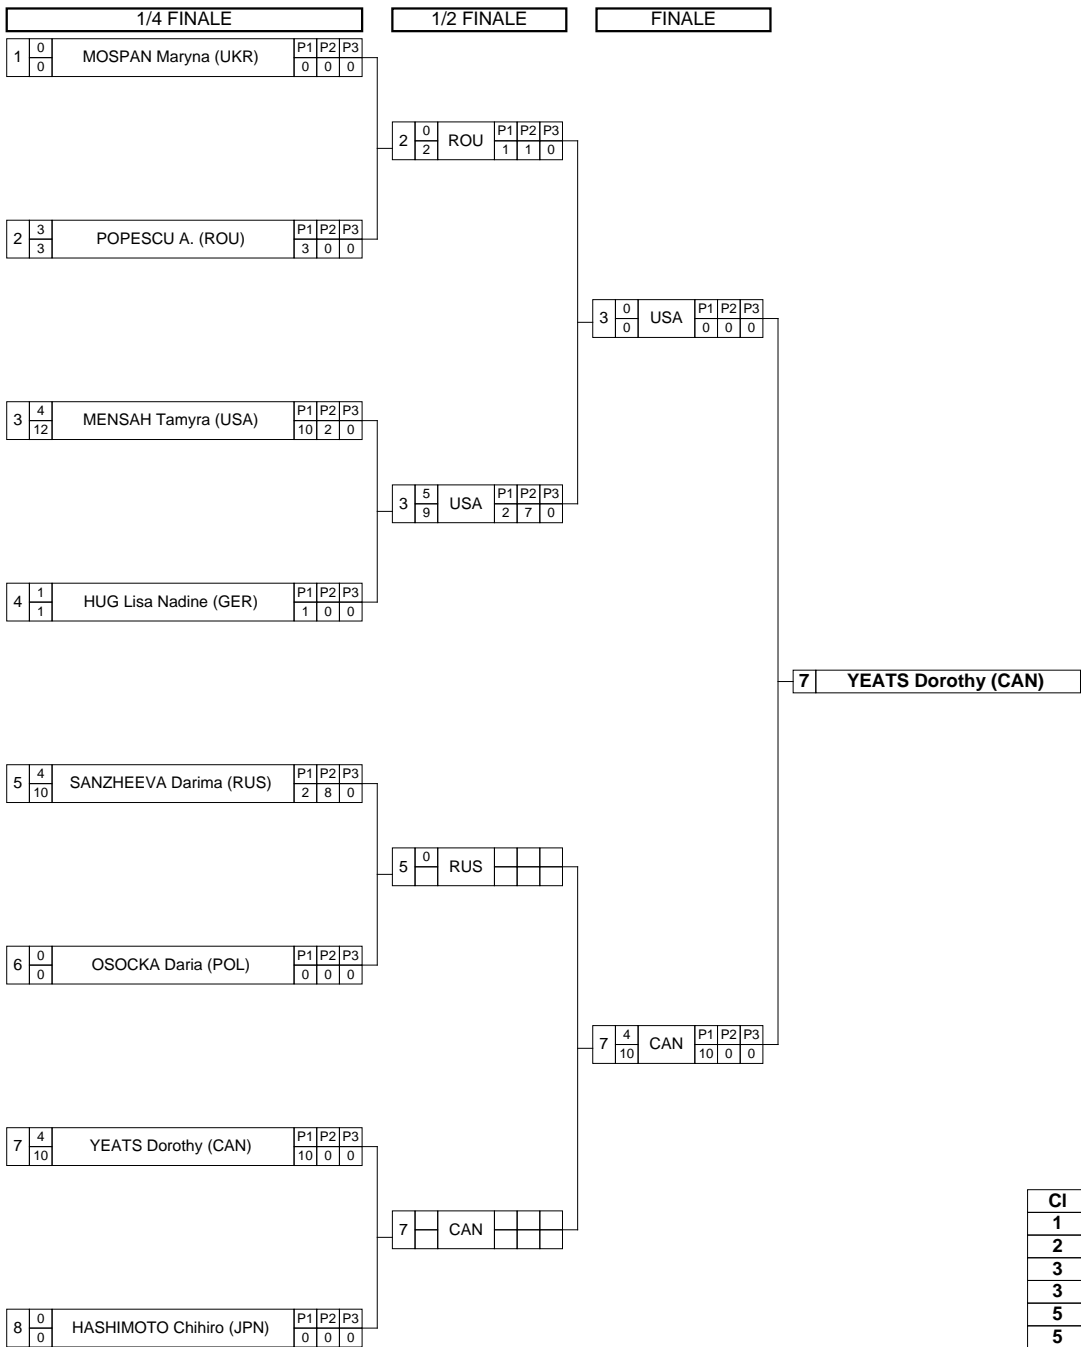 1/4 FINALE 1/2 FINALE FINALE
1 0 0 MOSPAN Maryna (UKR) P1 P2 P3 0 0 0
2 0 2 ROU P1 P2 P3 1 1 0
2 3 3 POPESCU A. (ROU) P1 P2 P3 3 0 0
3 0 0 USA P1 P2 P3 0 0 0
3 4 12 MENSAH Tamyra (USA) P1 P2 P3 10 2 0
3 5 9 USA P1 P2 P3 2 7 0
4 1 1 HUG Lisa Nadine (GER) P1 P2 P3 1 0 0
7 YEATS Dorothy (CAN)
5 4 10 SANZHEEVA Darima (RUS) P1 P2 P3 2 8 0
5 0 RUS
6 0 0 OSOCKA Daria (POL) P1 P2 P3 0 0 0
7 4 10 CAN P1 P2 P3 10 0 0
7 4 10 YEATS Dorothy (CAN) P1 P2 P3 10 0 0
7 CAN
8 0 0 HASHIMOTO Chihiro (JPN) P1 P2 P3 0 0 0
Cl
1
2
3
3
5
5